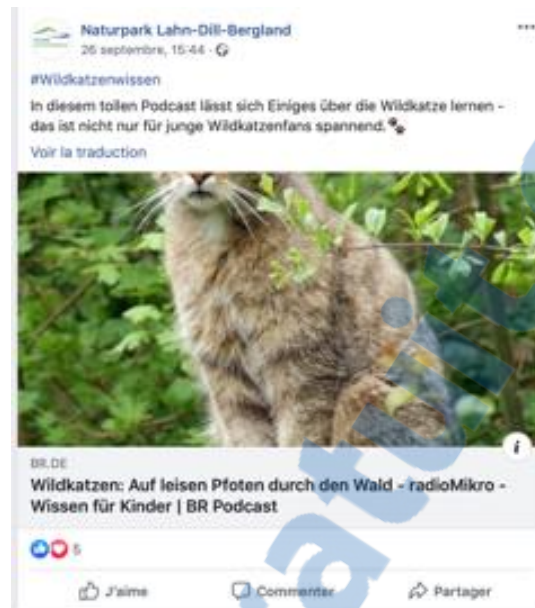 Naturpark Lahn-Dill-Bergland
26 septembre, 15:44 ·
#Wildkatzenwissen
In diesem tollen Podcast lässt sich Einiges über die Wildkatze lernen -
das ist nicht nur für junge Wildkatzenfans spannend.🐾
Voir la traduction
i
BR.DE
Wildkatzen: Auf leisen Pfoten durch den Wald - radioMikro -
Wissen für Kinder | BR Podcast
5
J'aime Commenter Partager